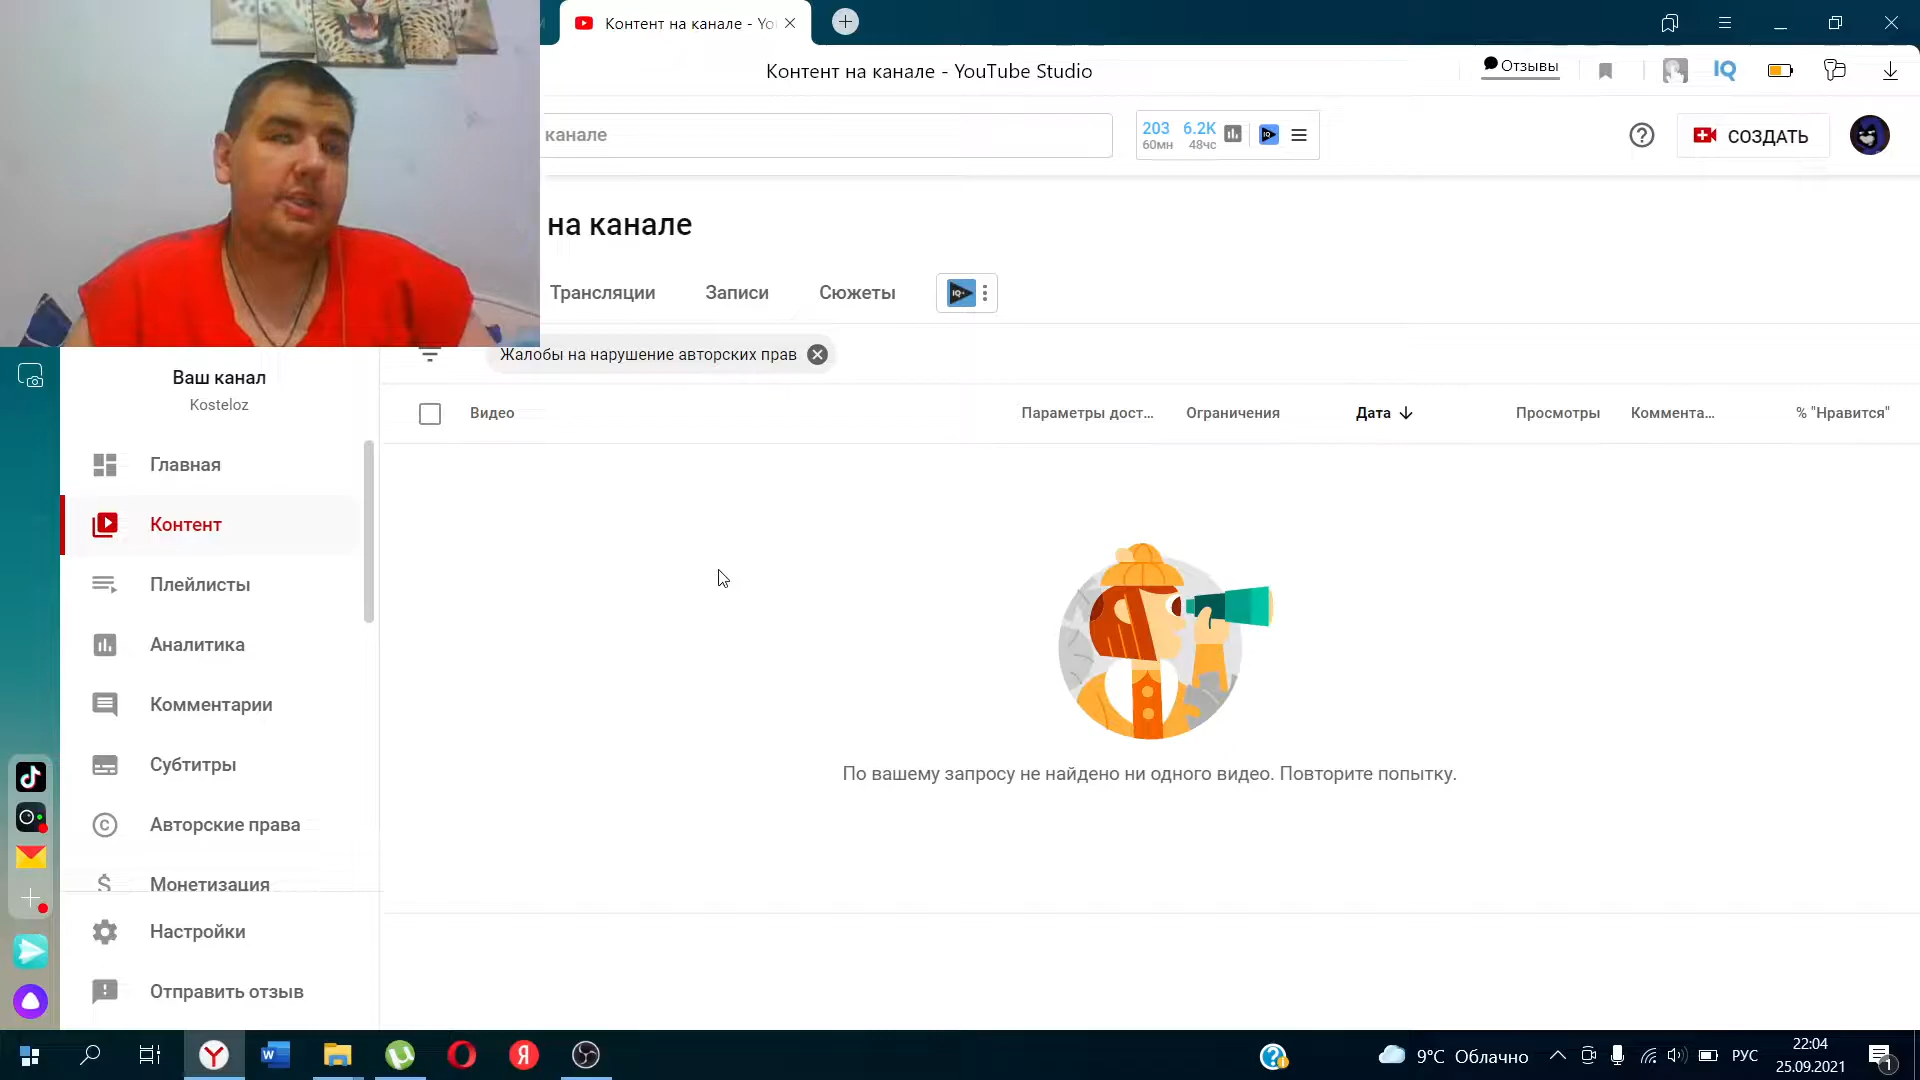 Контент на канале - Yo
Контент на канале - YouTube Studio
Отзывы
IQ
канале
203 6.2K
60мн 48чс
СОЗДАТЬ
на канале
Трансляции Записи Сюжеты
Жалобы на нарушение авторских прав
Ваш канал
Kosteloz
Видео Параметры дост... Ограничения Дата Просмотры Коммента... % "Нравится"
Главная
Контент
Плейлисты
Аналитика
Комментарии
Субтитры
Авторские права
Монетизация
Настройки
Отправить отзыв
По вашему запросу не найдено ни одного видео. Повторите попытку.
9°C Облачно
РУС
22:04
25.09.2021
1